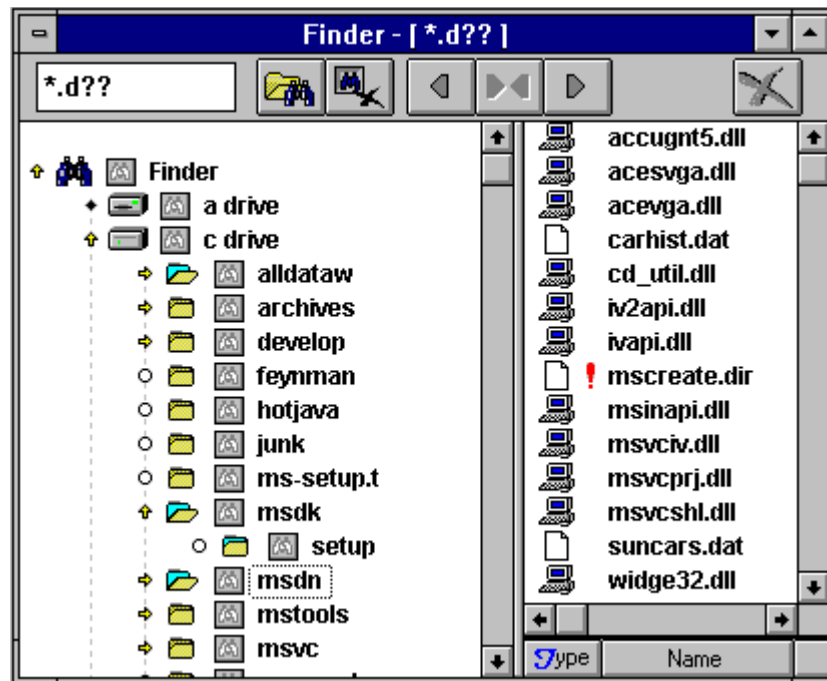 Finder - [ *.d?? ]
*.d??
Finder
a drive
c drive
alldataw
archives
develop
feynman
hotjava
junk
ms-setup.t
msdk
setup
msdn
mstools
msvc
accugnt5.dll
acesvga.dll
acevga.dll
carhist.dat
cd_util.dll
iv2api.dll
ivapi.dll
! mscreate.dir
msinapi.dll
msvciv.dll
msvcprj.dll
msvcshl.dll
suncars.dat
widge32.dll
Type Name